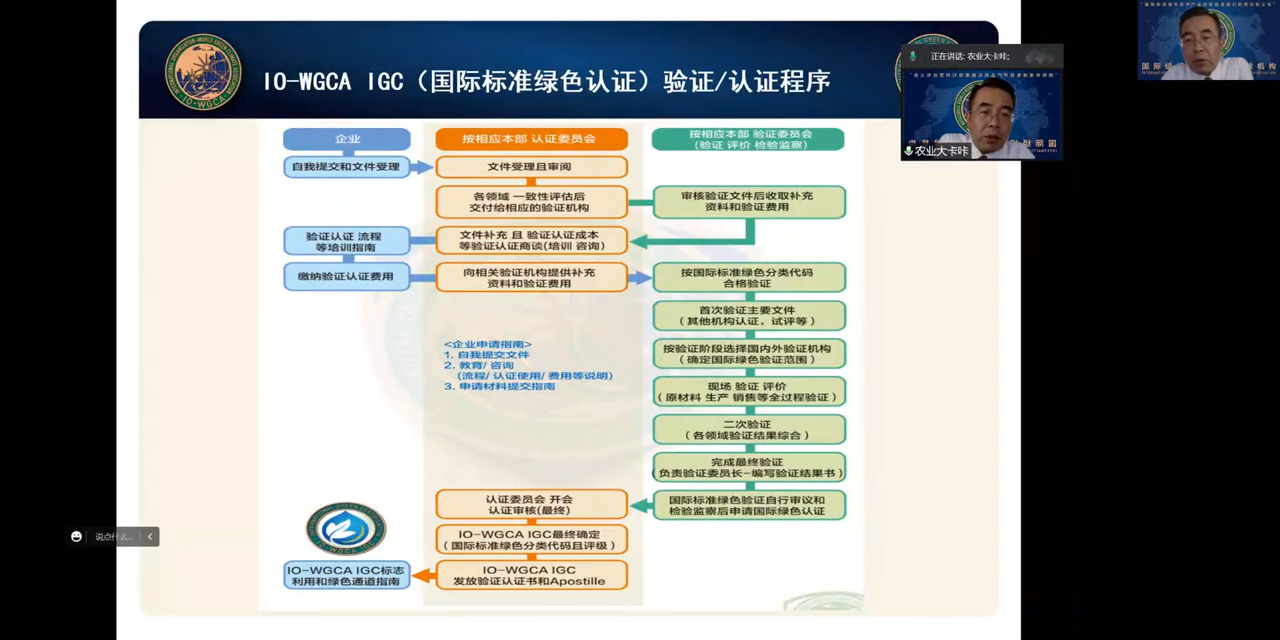 IO-WGCA IGC（国际标准绿色认证）验证/认证程序
企业
按相应本部 认证委员会
按相应本部 验证委员会
(验证 评价 检验监察)
自我提交和文件受理
文件受理且审阅
各领域 一致性评估后
交付给相应的验证机构
审核验证文件后收取补充
资料和验证费用
验证认证 流程
等培训指南
文件补充 且 验证认证成本
等验证认证商谈(培训 咨询)
缴纳验证认证费用
向相关验证机构提供补充
资料和验证费用
按国际标准绿色分类代码
合格验证
首次验证主要文件
（其他机构认证，试评等）
<企业申请指南>
1. 自我提交文件
2. 教育/ 咨询
(流程/ 认证使用/ 费用等说明)
3. 申请材料提交指南
按验证阶段选择国内外验证机构
（确定国际绿色验证范围）
现场 验证 评价
（原材料 生产 销售等全过程验证）
二次验证
（各领域验证结果综合）
完成最终验证
(负责验证委员长-编写验证结果书)
认证委员会 开会
认证审核(最终)
国际标准绿色验证自行审议和
检验监察后申请国际绿色认证
IO-WGCA IGC最终确定
（国际标准绿色分类代码且评级）
IO-WGCA IGC标志
利用和绿色通道指南
IO-WGCA IGC
发放验证认证书和Apostille
正在讲话: 农业大卡咔;
农业大卡咔
说点什么...
IO-WGCA